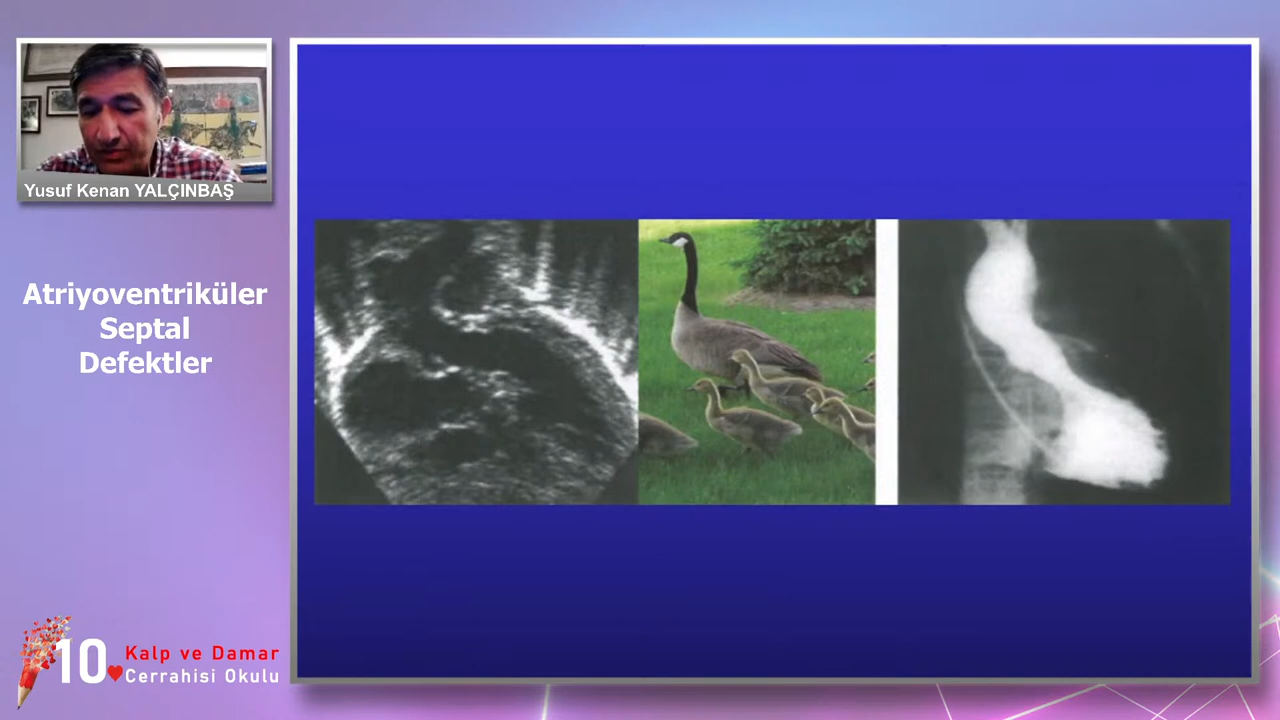 Yusuf Kenan YALÇINBAŞ
Atriyoventriküler
Septal
Defektler
10
Kalp ve Damar
Cerrahisi Okulu